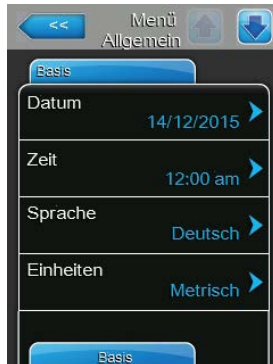 <<
Menü
Allgemein
Basis
Datum
14/12/2015
Zeit
12:00 am
Sprache
Deutsch
Einheiten
Metrisch
Basis